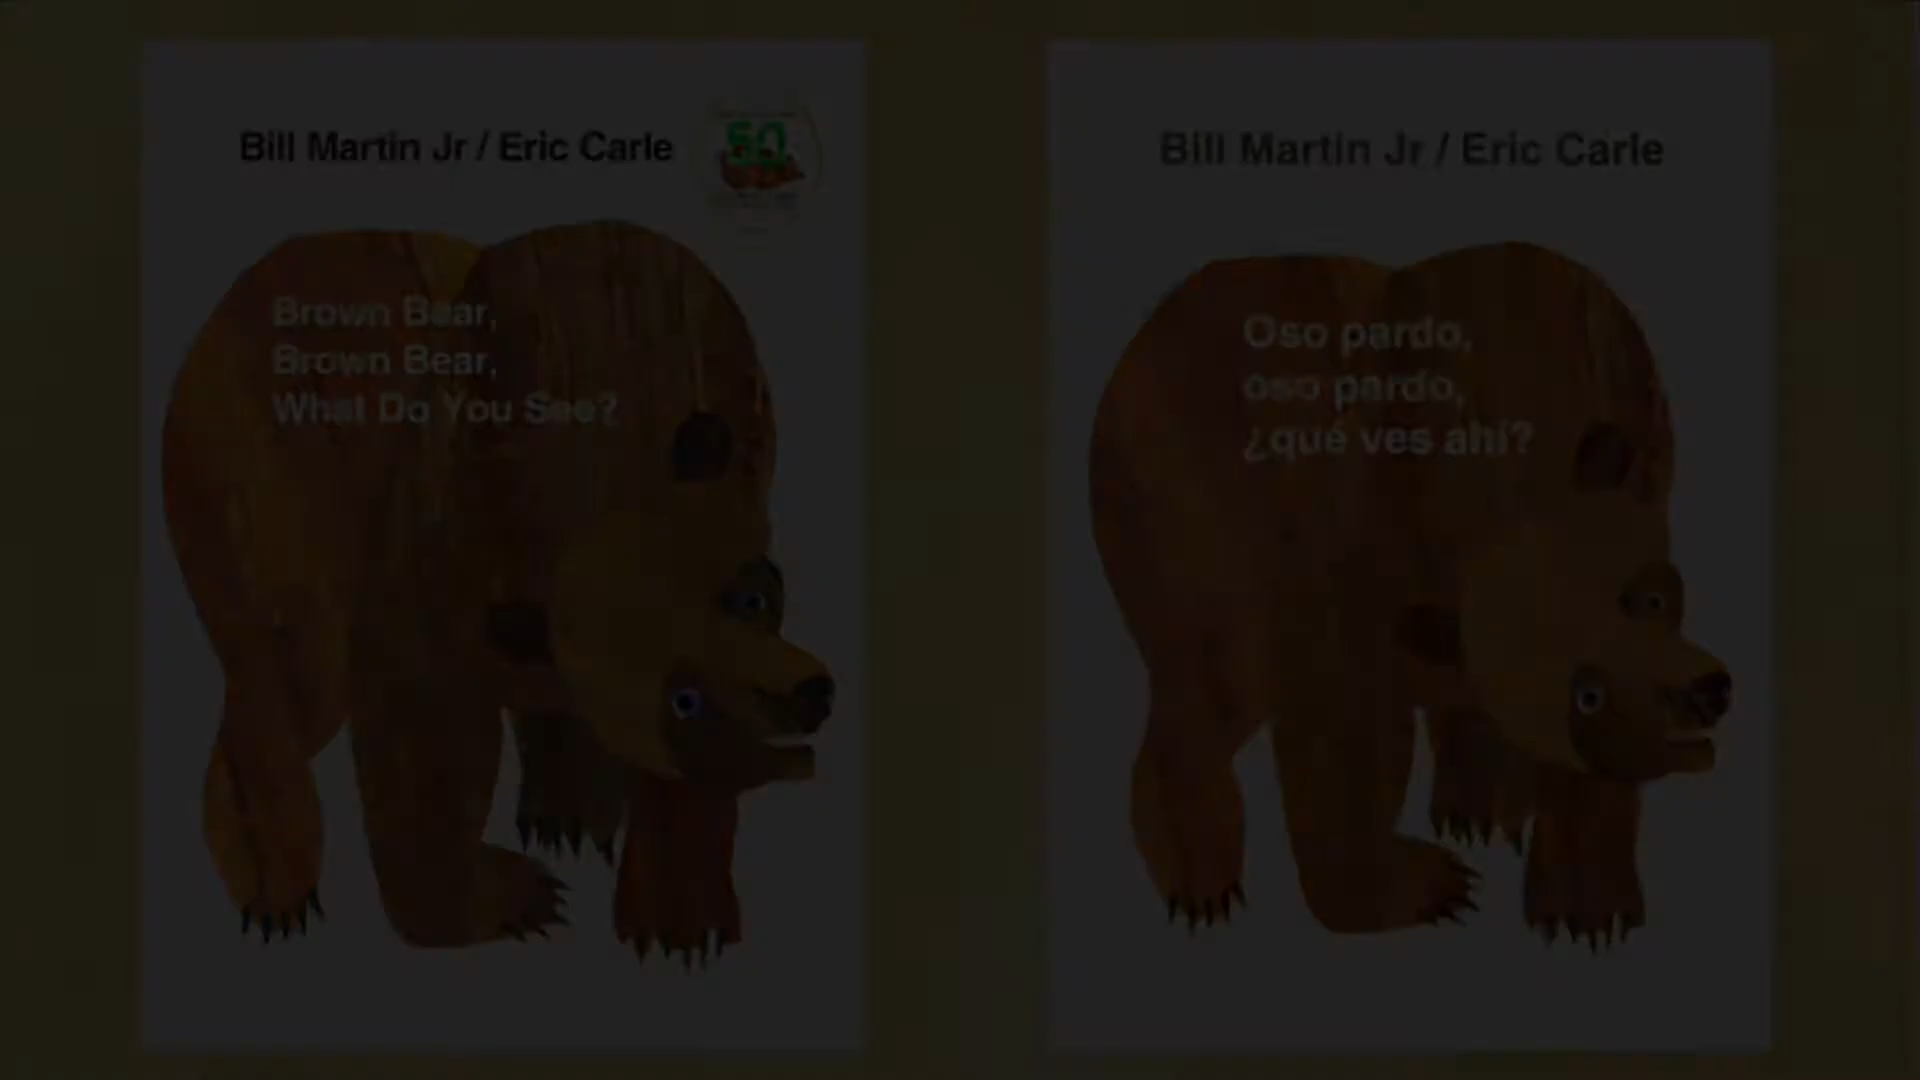 Bill Martin Jr / Eric Carle
50
Brown Bear,
Brown Bear,
What Do You See?
Bill Martin Jr / Eric Carle
Oso pardo,
oso pardo,
¿qué ves ahí?